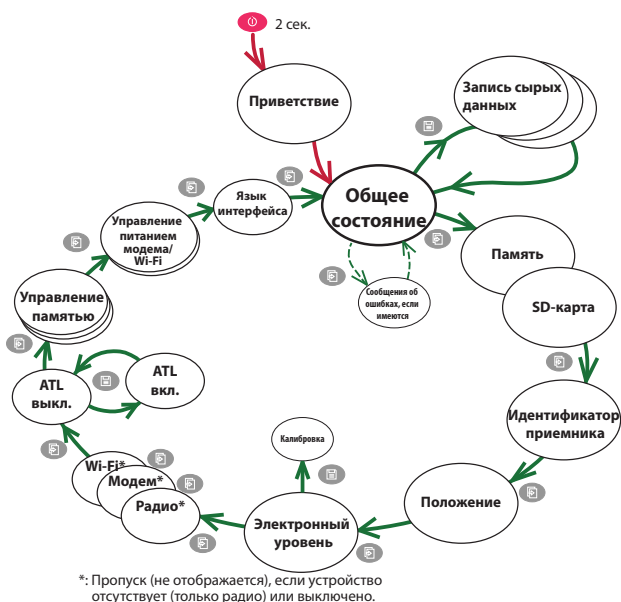 2 сек.
Приветствие
Запись сырых
данных
Общее
состояние
Язык
интерфейса
Управление
питанием
модема/
Wi-Fi
Память
SD-карта
Сообщения об
ошибках, если
имеются
Управление
памятью
ATL
вкл.
ATL
выкл.
Идентификатор
приемника
Калибровка
Wi-Fi*
Модем*
Радио*
Положение
Электронный
уровень
*: Пропуск (не отображается), если устройство
отсутствует (только радио) или выключено.